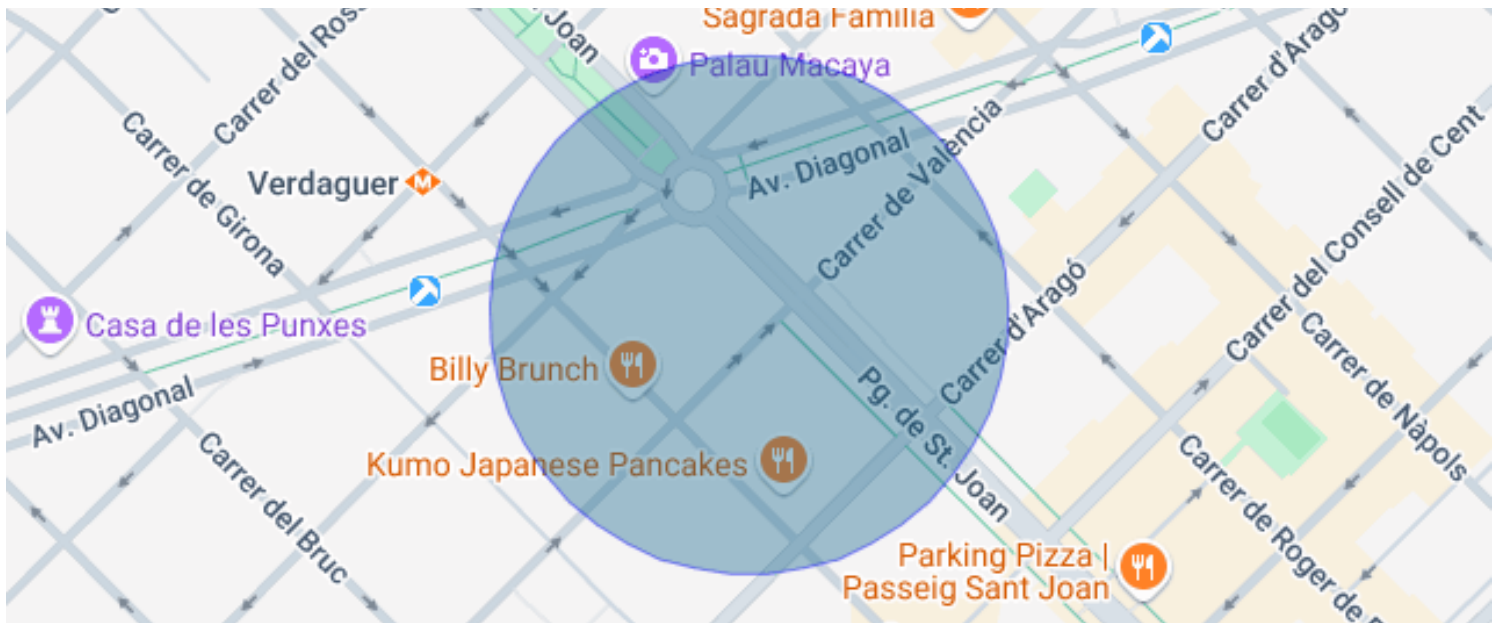 Sagrada Familia
Joan
Palau Macaya
Carrer del Ros
Carrer d'Aragó
Carrer de Girona
Verdaguer
M
Av. Diagonal
Carrer de València
Carrer del Consell de Cent
Casa de les Punxes
Billy Brunch
Carrer d'Aragó
Av. Diagonal
Pg. de St. Joan
Carrer de Nàpols
Kumo Japanese Pancakes
Carrer del Bruc
Carrer de Roger de
Parking Pizza |
Passeig Sant Joan